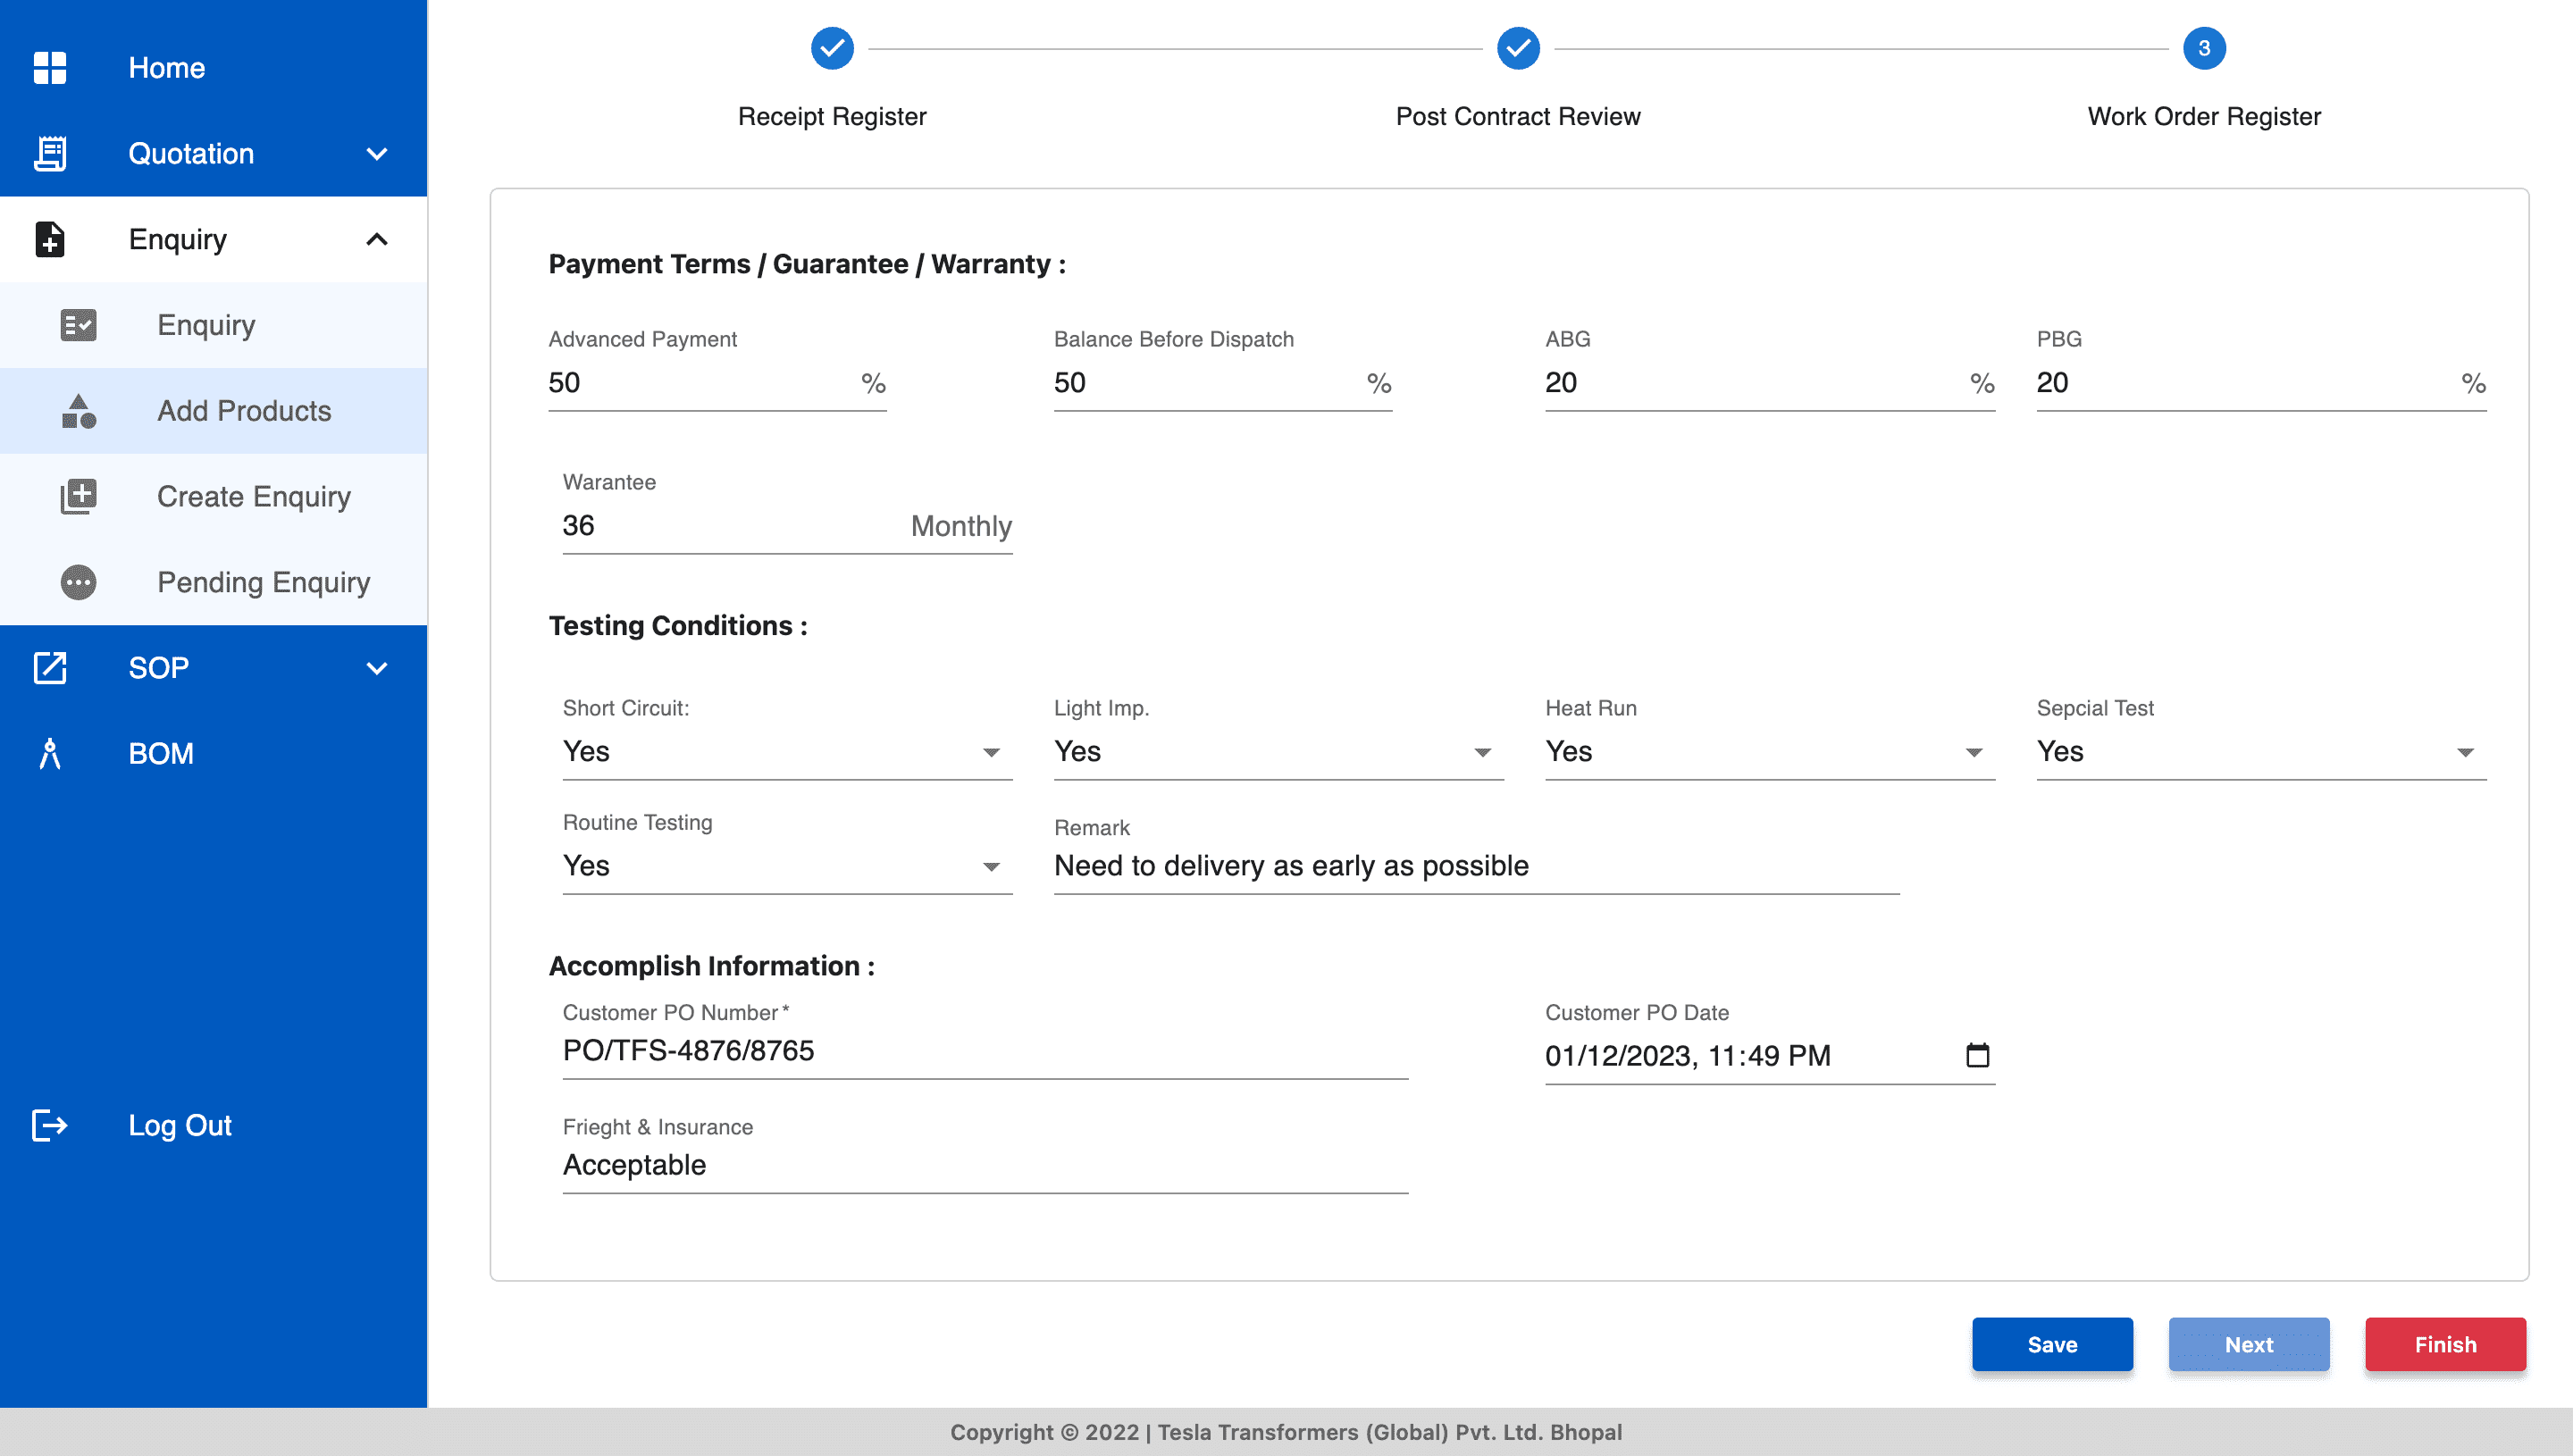 Home
Quotation
Enquiry
Enquiry
Add Products
Create Enquiry
Pending Enquiry
SOP
BOM
Log Out
3
Receipt Register
Post Contract Review
Work Order Register
Payment Terms / Guarantee / Warranty :
Advanced Payment
50 %
Balance Before Dispatch
50 %
ABG
20 %
PBG
20 %
Warantee
36 Monthly
Testing Conditions :
Short Circuit:
Yes
Light Imp.
Yes
Heat Run
Yes
Sepcial Test
Yes
Routine Testing
Yes
Remark
Need to delivery as early as possible
Accomplish Information :
Customer PO Number *
PO/TFS-4876/8765
Customer PO Date
01/12/2023, 11:49 PM
Frieght & Insurance
Acceptable
Save
Next
Finish
Copyright © 2022 | Tesla Transformers (Global) Pvt. Ltd. Bhopal